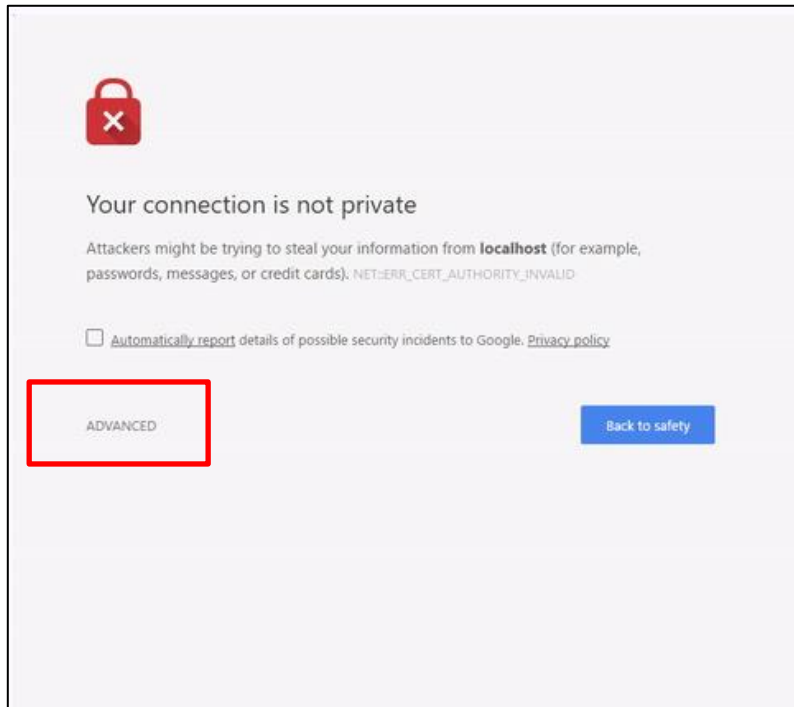 Your connection is not private
Attackers might be trying to steal your information from localhost (for example,
passwords, messages, or credit cards). NET::ERR_CERT_AUTHORITY_INVALID
Automatically report details of possible security incidents to Google. Privacy policy
ADVANCED
Back to safety